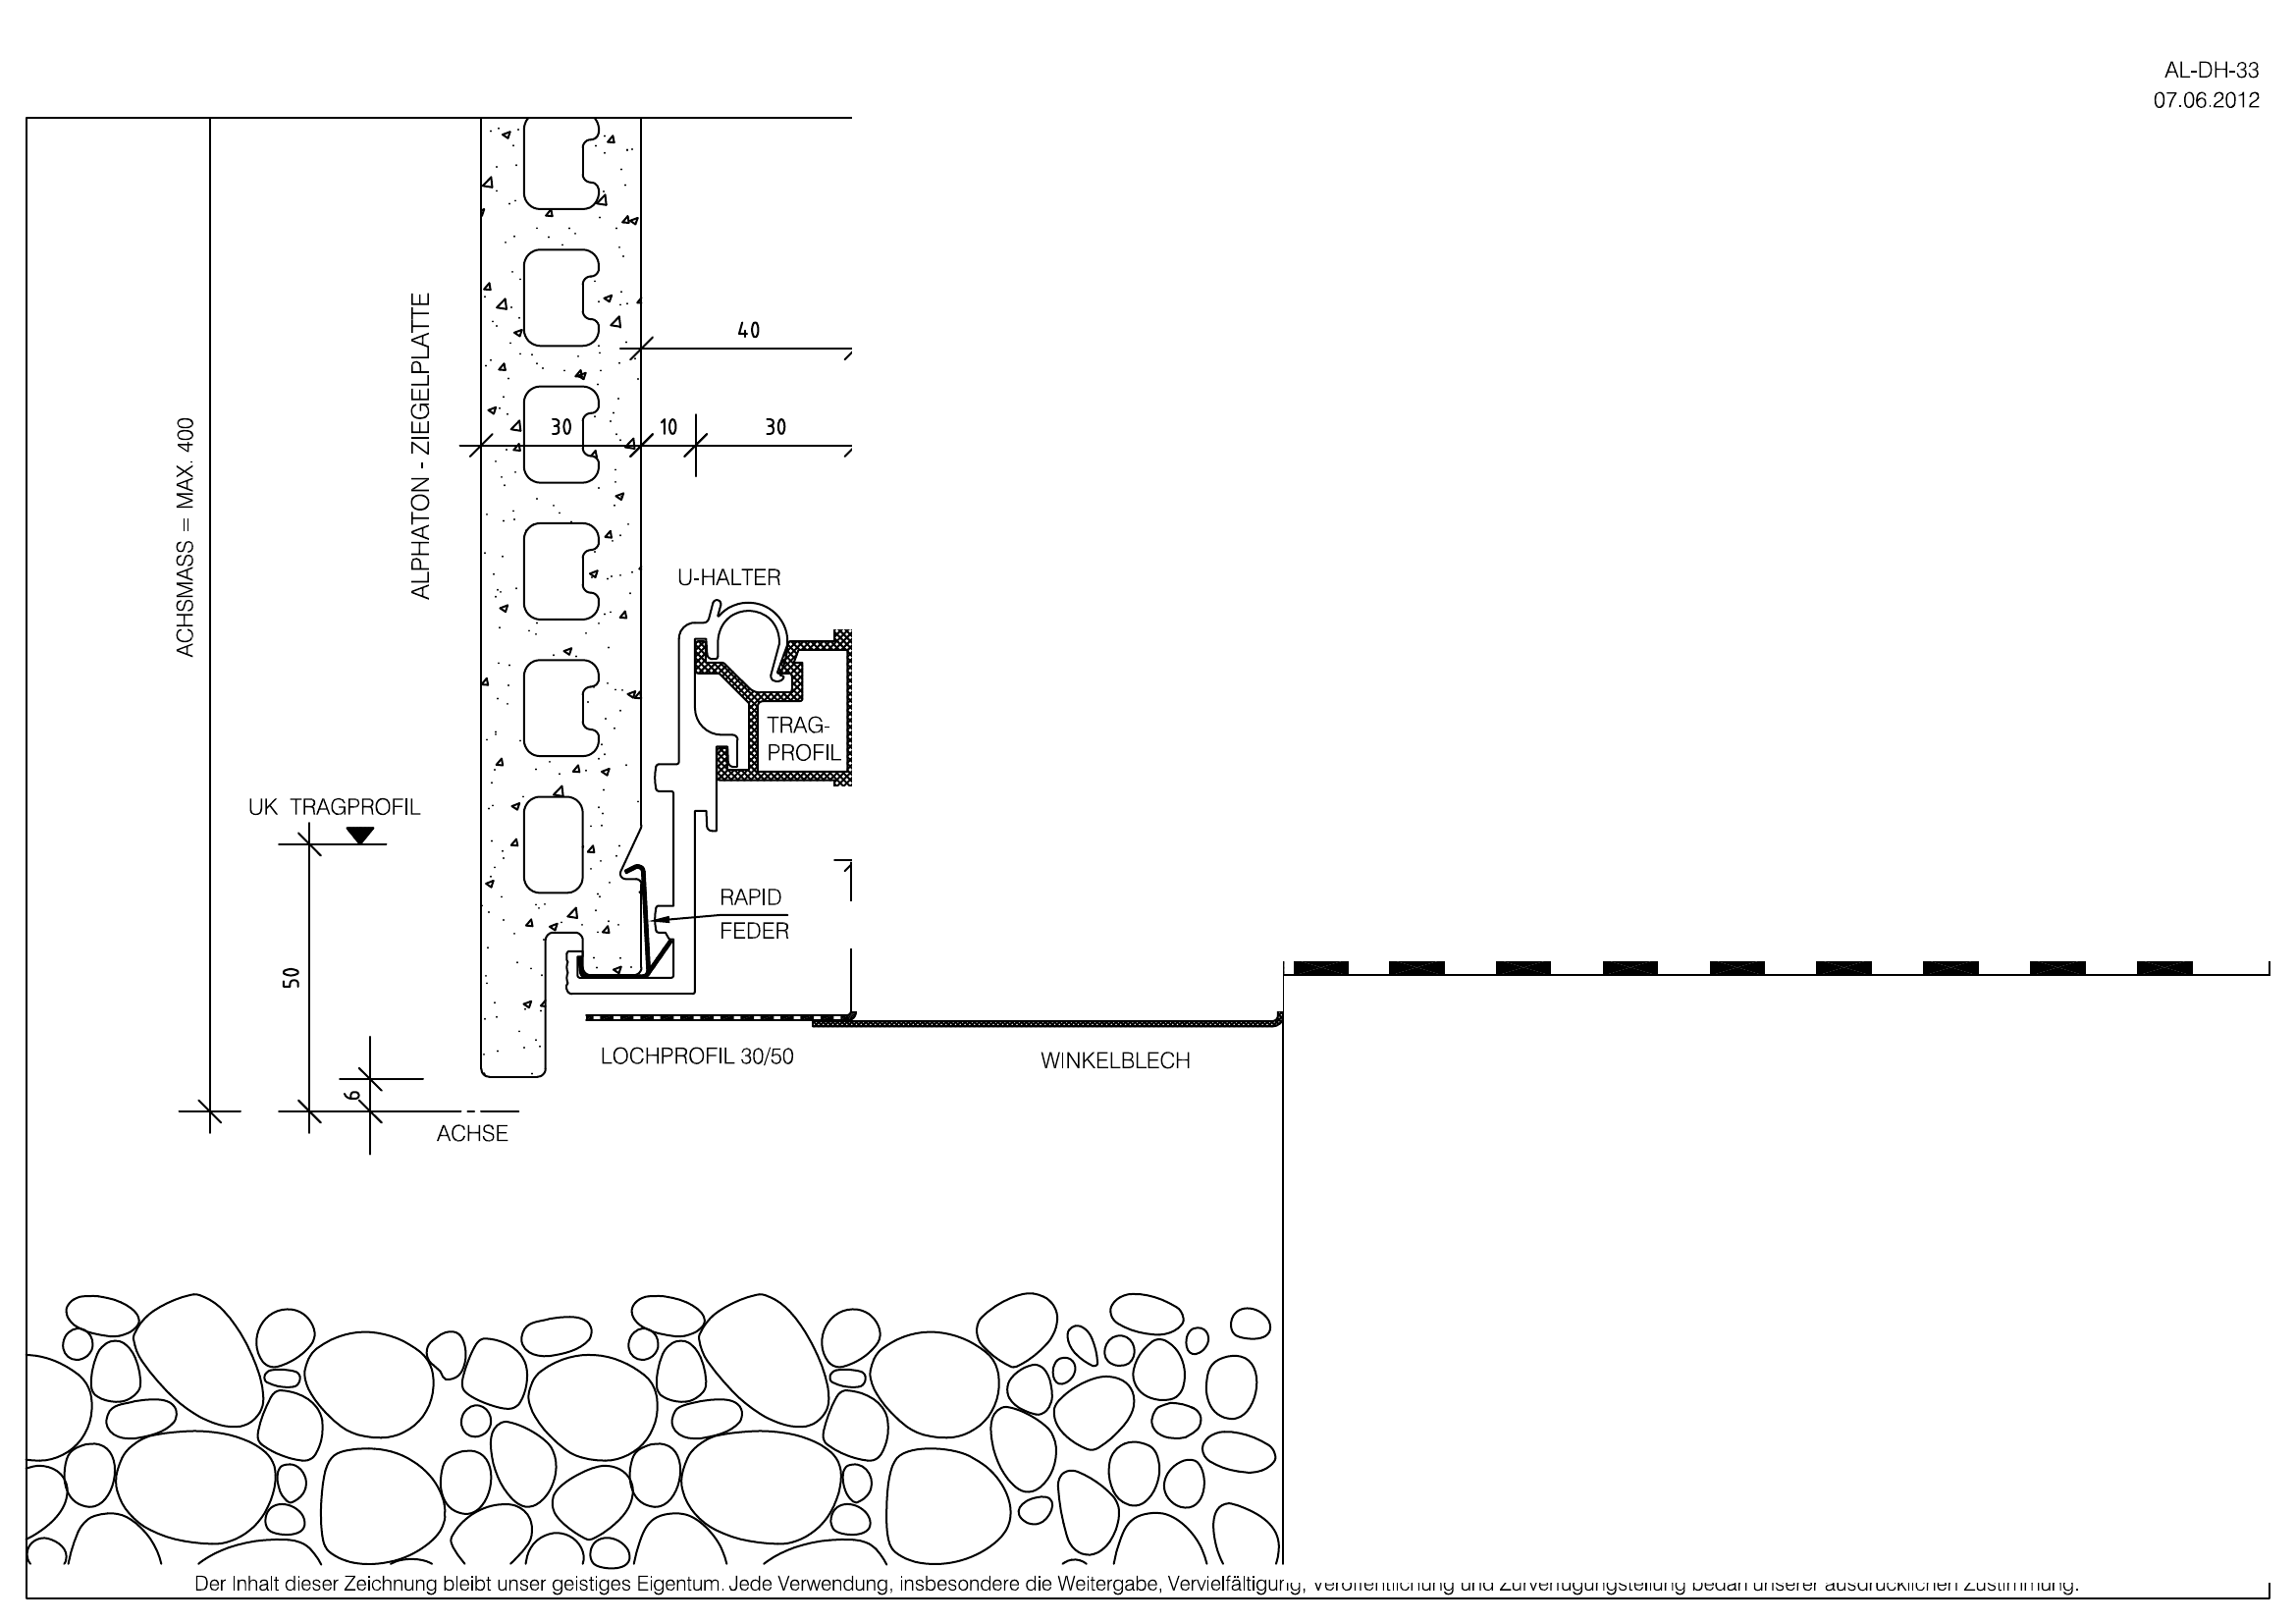 AL-DH-33
07.06.2012
ACHSMASS = MAX. 400
ALPHATON - ZIEGELPLATTE
40
30
10
30
U-HALTER
TRAG-
PROFIL
UK TRAGPROFIL
RAPID
FEDER
50
LOCHPROFIL 30/50
WINKELBLECH
6
ACHSE
Der Inhalt dieser Zeichnung bleibt unser geistiges Eigentum. Jede Verwendung, insbesondere die Weitergabe, Vervielfältigung, Veröffentlichung und Zurverfügungstellung bedarf unserer ausdrücklichen Zustimmung.